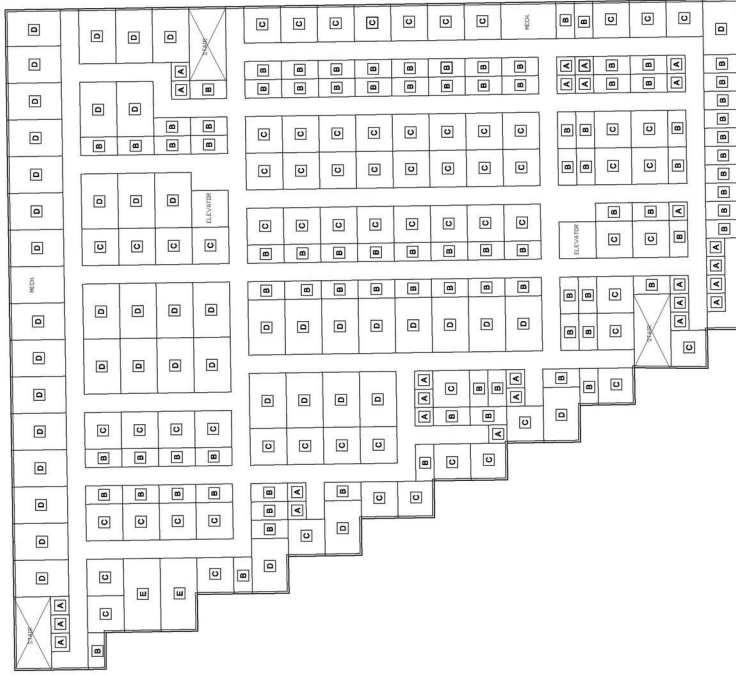 D D D D STAIR C C C C C C C MECH. B B C C C D
D A B B B B B B B B A A B B A B
A B B B B B B B B B A A B B A B
D D D B
D B B C C C C C C C C B B C C B B
B B B B B
D C C C C C C C C B B C C B B
B
D D D D ELEVATOR C C C C C C C C B B A B
B
D C C C C C B B B B B B B B ELEVATOR C C B A
A
MECH. D D D D B B B B B B B B B B C B A A
A A
D D D D D D D D D B B C STAIR A
C
D D D D D
D D D D D A C B B A B B C
A A
A B B C D
D C C C C A
C C C C
B B B B B C C
D
B B B B B A B C C
D B A
C C C C B C D
D
D C E E C B D
A C
A
STAIR A
B